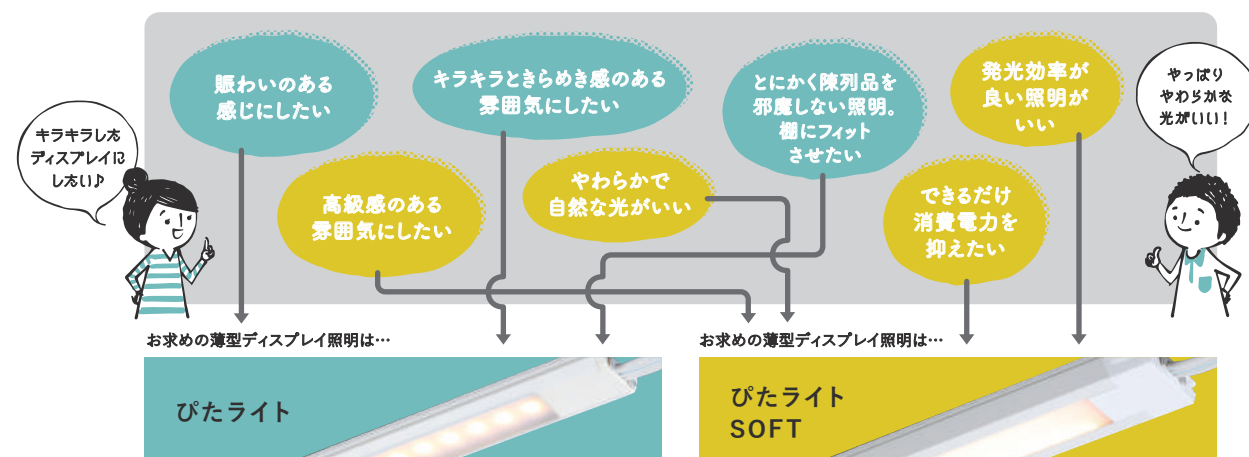 賑わいのある
感じにしたい
キラキラときらめき感のある
雰囲気にしたい
とにかく陳列品を
邪魔しない照明。
棚にフィット
させたい
発光効率が
良い照明が
いい
やっぱり
やわらかな
光がいい!
キラキラした
ディスプレイに
したい♪
高級感のある
雰囲気にしたい
やわらかで
自然な光がいい
できるだけ
消費電力を
抑えたい
お求めの薄型ディスプレイ照明は…
お求めの薄型ディスプレイ照明は…
ぴたライト
ぴたライト
SOFT